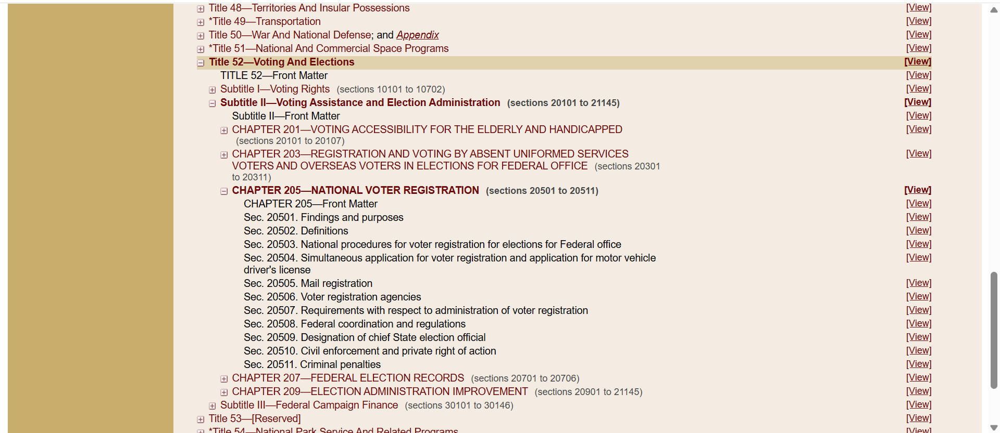 Title 48—Territories And Insular Possessions [View]
*Title 49—Transportation [View]
Title 50—War And National Defense; and Appendix [View]
*Title 51—National And Commercial Space Programs [View]
Title 52—Voting And Elections [View]
TITLE 52—Front Matter [View]
Subtitle I—Voting Rights (sections 10101 to 10702) [View]
Subtitle II—Voting Assistance and Election Administration (sections 20101 to 21145) [View]
Subtitle II—Front Matter [View]
CHAPTER 201—VOTING ACCESSIBILITY FOR THE ELDERLY AND HANDICAPPED [View]
(sections 20101 to 20107)
CHAPTER 203—REGISTRATION AND VOTING BY ABSENT UNIFORMED SERVICES [View]
VOTERS AND OVERSEAS VOTERS IN ELECTIONS FOR FEDERAL OFFICE (sections 20301
to 20311)
CHAPTER 205—NATIONAL VOTER REGISTRATION (sections 20501 to 20511) [View]
CHAPTER 205—Front Matter [View]
Sec. 20501. Findings and purposes [View]
Sec. 20502. Definitions [View]
Sec. 20503. National procedures for voter registration for elections for Federal office [View]
Sec. 20504. Simultaneous application for voter registration and application for motor vehicle [View]
driver's license
Sec. 20505. Mail registration [View]
Sec. 20506. Voter registration agencies [View]
Sec. 20507. Requirements with respect to administration of voter registration [View]
Sec. 20508. Federal coordination and regulations [View]
Sec. 20509. Designation of chief State election official [View]
Sec. 20510. Civil enforcement and private right of action [View]
Sec. 20511. Criminal penalties [View]
CHAPTER 207—FEDERAL ELECTION RECORDS (sections 20701 to 20706) [View]
CHAPTER 209—ELECTION ADMINISTRATION IMPROVEMENT (sections 20901 to 21145) [View]
Subtitle III—Federal Campaign Finance (sections 30101 to 30146) [View]
Title 53—[Reserved] [View]
*Title 54—National Park Service And Related Programs [View]